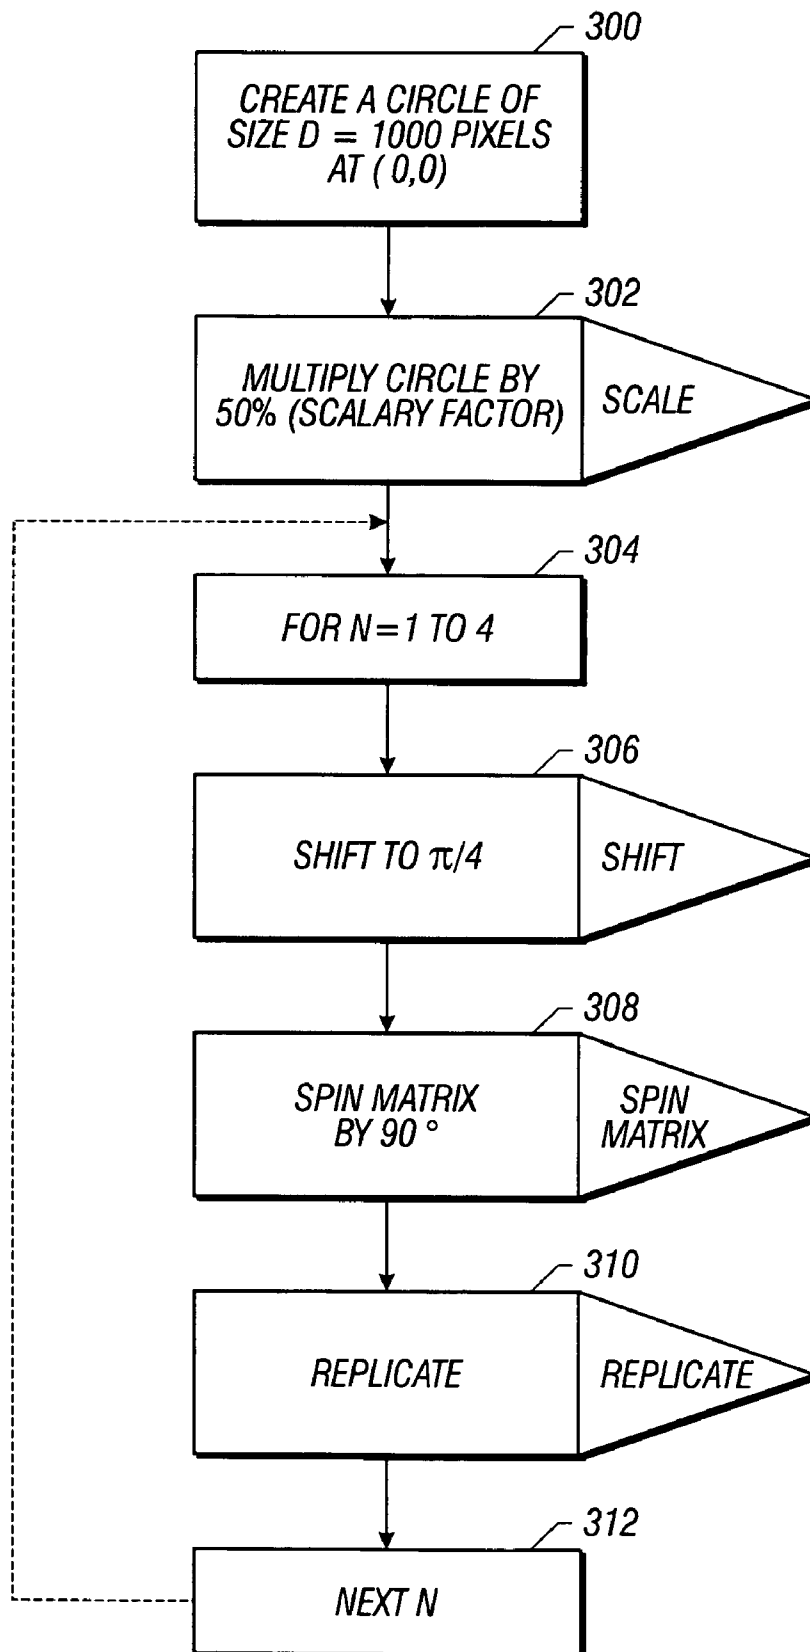 300
CREATE A CIRCLE OF
SIZE D = 1000 PIXELS
AT ( 0,0)
302
MULTIPLY CIRCLE BY
50% (SCALARY FACTOR)
SCALE
304
FOR N=1 TO 4
306
SHIFT TO π/4
SHIFT
308
SPIN MATRIX
BY 90 °
SPIN
MATRIX
310
REPLICATE
REPLICATE
312
NEXT N